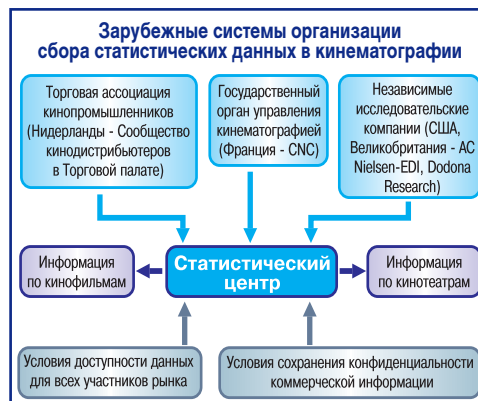 Зарубежные системы организации
сбора статистических данных в кинематографии
Торговая ассоциация
кинопромышленников
(Нидерланды - Сообщество
кинодистрибьютеров
в Торговой палате)
Государственный
орган управления
кинематографией
(Франция - CNC)
Независимые
исследовательские
компании (США,
Великобритания - AC
Nielsen-EDI, Dodona
Research)
Информация
по кинофильмам
Статистический
центр
Информация
по кинотеатрам
Условия доступности данных
для всех участников рынка
Условия сохранения конфиденциальности
коммерческой информации